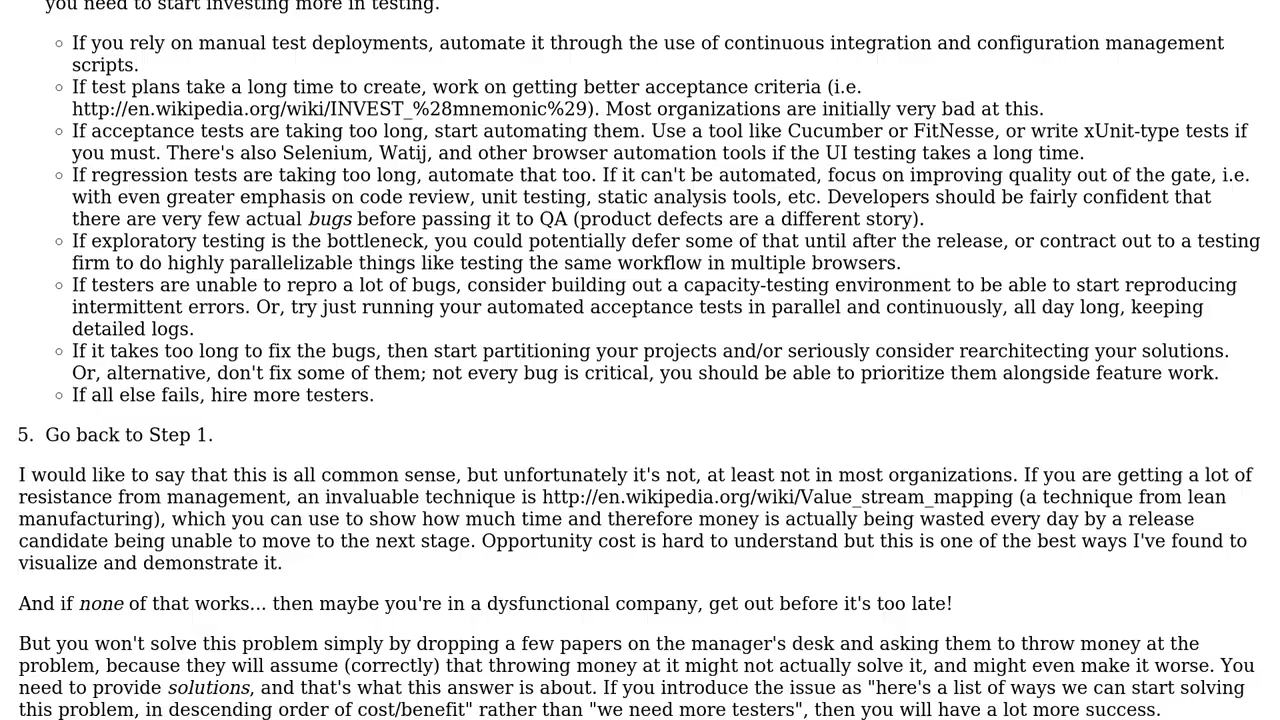 you need to start investing more in testing.
◦ If you rely on manual test deployments, automate it through the use of continuous integration and configuration management
scripts.
◦ If test plans take a long time to create, work on getting better acceptance criteria (i.e.
http://en.wikipedia.org/wiki/INVEST_%28mnemonic%29). Most organizations are initially very bad at this.
◦ If acceptance tests are taking too long, start automating them. Use a tool like Cucumber or FitNesse, or write xUnit-type tests if
you must. There's also Selenium, Watij, and other browser automation tools if the UI testing takes a long time.
◦ If regression tests are taking too long, automate that too. If it can't be automated, focus on improving quality out of the gate, i.e.
with even greater emphasis on code review, unit testing, static analysis tools, etc. Developers should be fairly confident that
there are very few actual bugs before passing it to QA (product defects are a different story).
◦ If exploratory testing is the bottleneck, you could potentially defer some of that until after the release, or contract out to a testing
firm to do highly parallelizable things like testing the same workflow in multiple browsers.
◦ If testers are unable to repro a lot of bugs, consider building out a capacity-testing environment to be able to start reproducing
intermittent errors. Or, try just running your automated acceptance tests in parallel and continuously, all day long, keeping
detailed logs.
◦ If it takes too long to fix the bugs, then start partitioning your projects and/or seriously consider rearchitecting your solutions.
Or, alternative, don't fix some of them; not every bug is critical, you should be able to prioritize them alongside feature work.
◦ If all else fails, hire more testers.
5. Go back to Step 1.
I would like to say that this is all common sense, but unfortunately it's not, at least not in most organizations. If you are getting a lot of
resistance from management, an invaluable technique is http://en.wikipedia.org/wiki/Value_stream_mapping (a technique from lean
manufacturing), which you can use to show how much time and therefore money is actually being wasted every day by a release
candidate being unable to move to the next stage. Opportunity cost is hard to understand but this is one of the best ways I've found to
visualize and demonstrate it.
And if none of that works... then maybe you're in a dysfunctional company, get out before it's too late!
But you won't solve this problem simply by dropping a few papers on the manager's desk and asking them to throw money at the
problem, because they will assume (correctly) that throwing money at it might not actually solve it, and might even make it worse. You
need to provide solutions, and that's what this answer is about. If you introduce the issue as "here's a list of ways we can start solving
this problem, in descending order of cost/benefit" rather than "we need more testers", then you will have a lot more success.